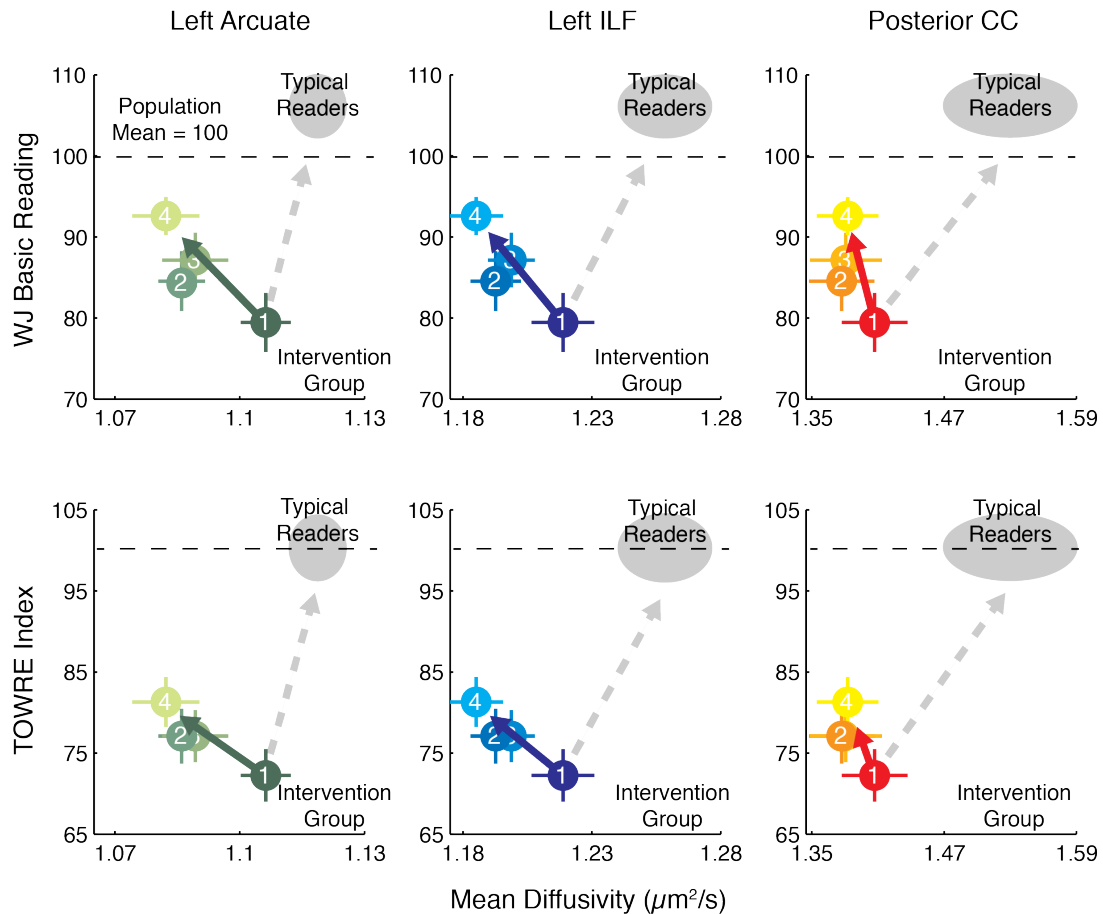 Left Arcuate
Left ILF
Posterior CC
WJ Basic Reading
110
100
90
80
70
Population
Mean = 100
Typical
Readers
4
3
2
1
Intervention
Group
1.07
1.1
1.13
110
100
90
80
70
Typical
Readers
4
3
2
1
Intervention
Group
1.18
1.23
1.28
110
100
90
80
70
Typical
Readers
4
3
2
1
Intervention
Group
1.35
1.47
1.59
TOWRE Index
105
95
85
75
65
Typical
Readers
4
2
3
1
Intervention
Group
1.07
1.1
1.13
105
95
85
75
65
Typical
Readers
4
2
3
1
Intervention
Group
1.18
1.23
1.28
105
95
85
75
65
Typical
Readers
4
2
1
Intervention
Group
1.35
1.47
1.59
Mean Diffusivity (µm²/s)